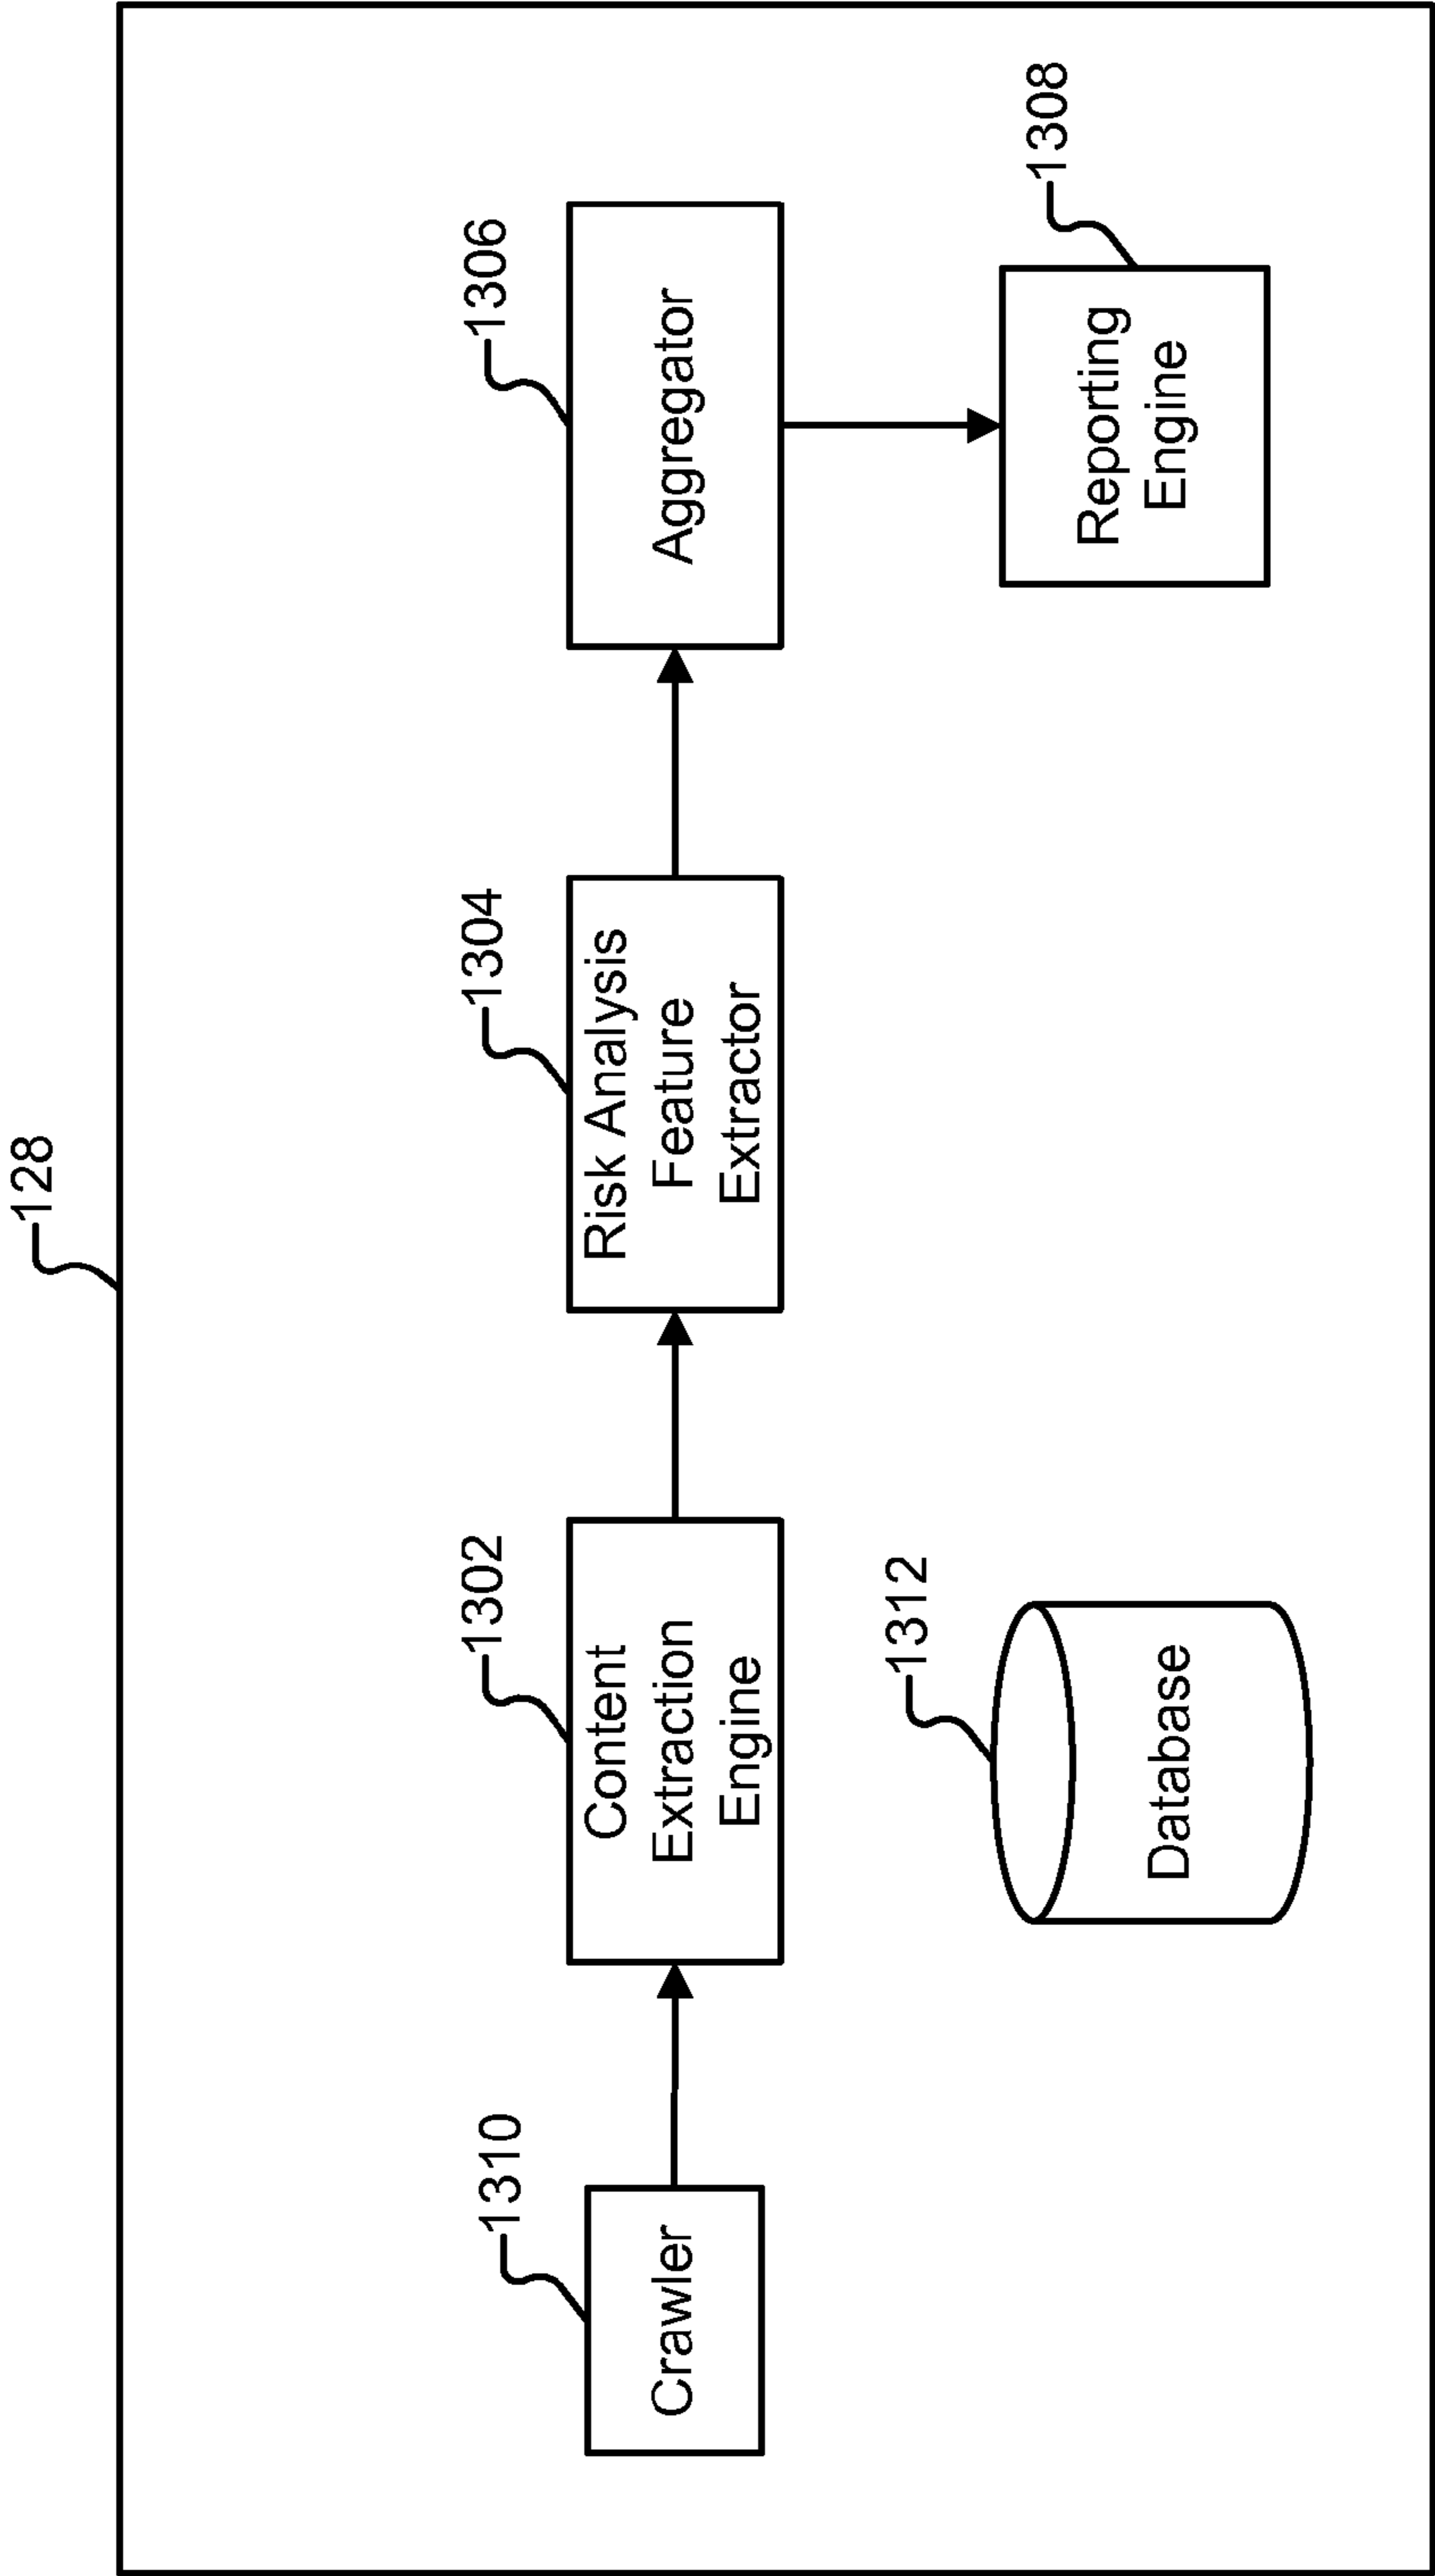 128
1310
Crawler
1302
Content
Extraction
Engine
1304
Risk Analysis
Feature
Extractor
1306
Aggregator
1312
Database
1308
Reporting
Engine